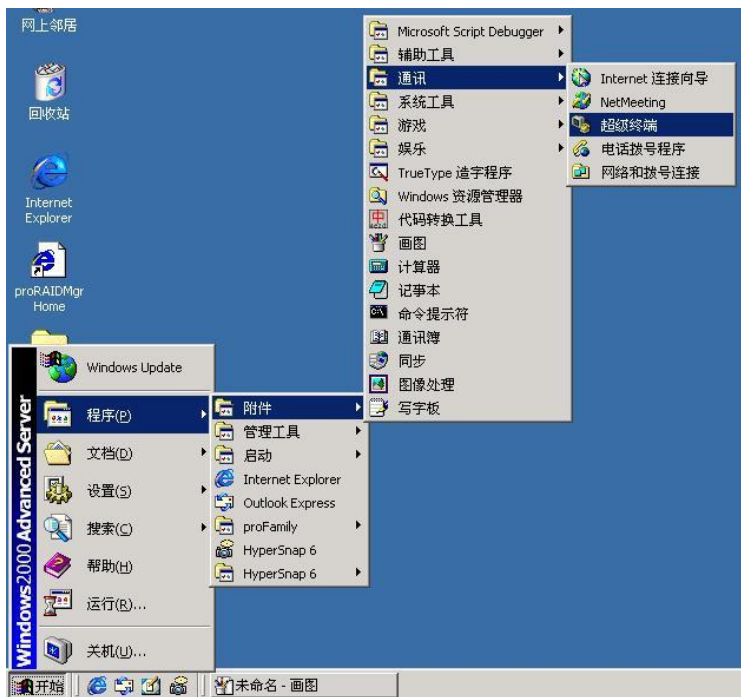 网上邻居
回收站
Internet
Explorer
proRAIDMgr
Home
Windows2000 Advanced Server
Windows Update
程序(P)
文档(D)
设置(S)
搜索(C)
帮助(H)
运行(R)...
关机(U)...
附件
管理工具
启动
Internet Explorer
Outlook Express
proFamily
HyperSnap 6
HyperSnap 6
Microsoft Script Debugger
辅助工具
通讯
系统工具
游戏
娱乐
TrueType 造字程序
Windows 资源管理器
代码转换工具
画图
计算器
记事本
命令提示符
通讯簿
同步
图像处理
写字板
Internet 连接向导
NetMeeting
超级终端
电话拨号程序
网络和拨号连接
开始
未命名 - 画图